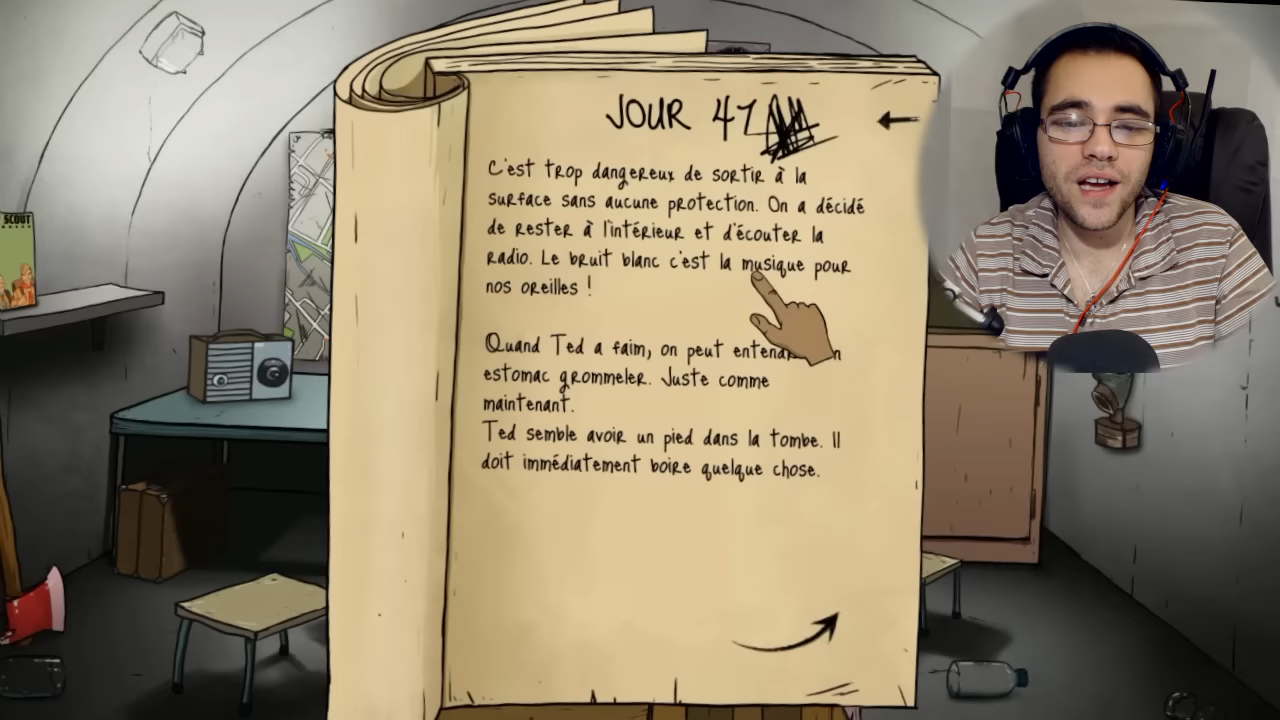 JOUR 41
C'est trop dangereux de sortir à la
surface sans aucune protection. On a décidé
de rester à l'intérieur et d'écouter la
radio. Le bruit blanc c'est la musique pour
nos oreilles !
Quand Ted a faim, on peut
estomac grommeler. Juste comme
maintenant.
Ted semble avoir un pied dans la tombe. Il
doit immédiatement boire quelque chose.
SCOUT